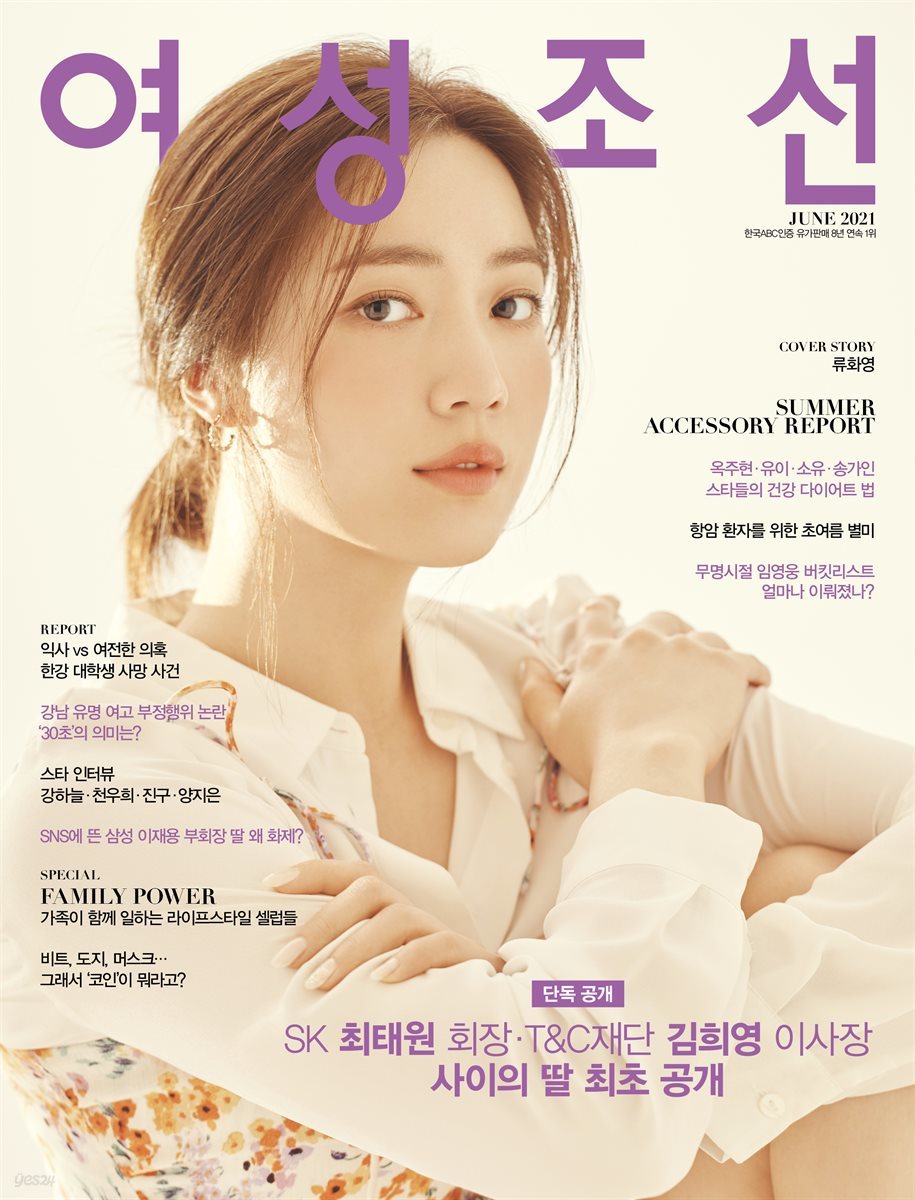 여성조선
JUNE 2021
한국ABC인증 유가판매 8년 연속 1위
COVER STORY
류화영
SUMMER
ACCESSORY REPORT
옥주현·유이·소유·송가인
스타들의 건강 다이어트 법
항암 환자를 위한 초여름 별미
무명시절 임영웅 버킷리스트
얼마나 이뤄졌나?
REPORT
익사 vs 여전한 의혹
한강 대학생 사망 사건
강남 유명 여고 부정행위 논란
‘30초’의 의미는?
스타 인터뷰
강하늘·천우희·진구·양지은
SNS에 뜬 삼성 이재용 부회장 딸 왜 화제?
SPECIAL
FAMILY POWER
가족이 함께 일하는 라이프스타일 셀럽들
비트, 도지, 머스크…
그래서 ‘코인’이 뭐라고?
단독 공개
SK 최태원 회장·T&C재단 김희영 이사장
사이의 딸 최초 공개
yes24